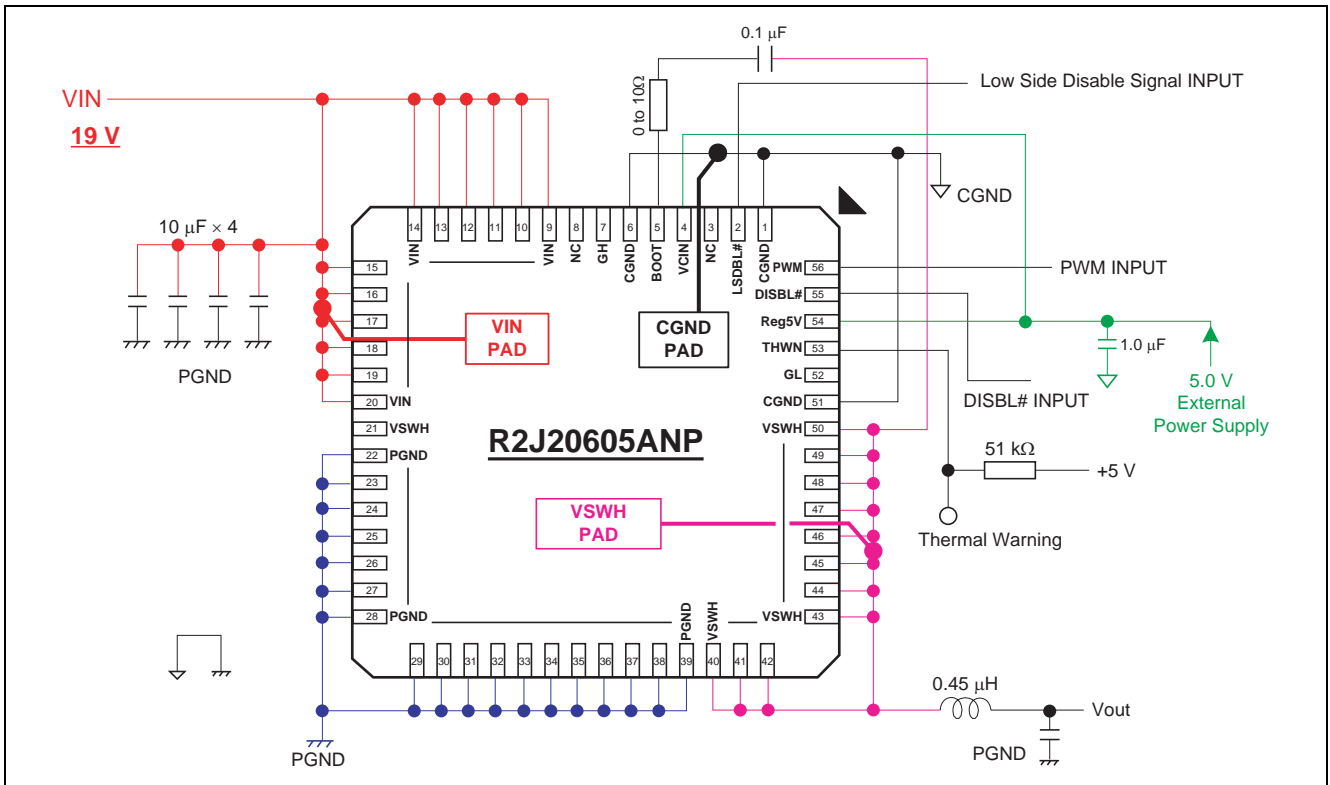 0.1 μF
Low Side Disable Signal INPUT
VIN
19 V
0 to 10Ω
CGND
10 μF × 4
PGND
14 13 12 11 10 9 8 7 6 5 4 3 2 1
VIN VIN NC GH CGND BOOT VCIN NC LSDBL# CGND
15
16
17
18
19
20 VIN
21 VSWH
22 PGND
23
24
25
26
27
28 PGND
VIN
PAD
CGND
PAD
R2J20605ANP
VSWH
PAD
PWM 56
PWM INPUT
DISBL# 55
Reg5V 54
THWN 53
GL 52
CGND 51
VSWH 50
49
48
47
46
45
44
VSWH 43
1.0 μF
DISBL# INPUT
5.0 V
External
Power Supply
51 kΩ
+5 V
Thermal Warning
PGND VSWH
29 30 31 32 33 34 35 36 37 38 39 40 41 42
PGND
0.45 μH
Vout
PGND